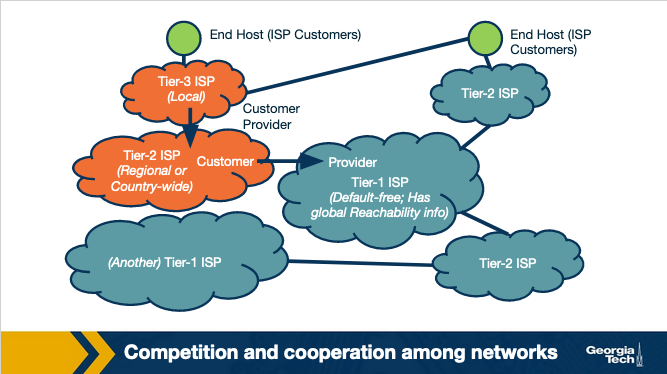 End Host (ISP Customers)
End Host (ISP
Customers)
Tier-3 ISP
(Local)
Tier-2 ISP
Customer
Provider
Tier-2 ISP
(Regional or
Country-wide)
Customer
Provider
Tier-1 ISP
(Default-free; Has
global Reachability info)
(Another) Tier-1 ISP
Tier-2 ISP
Competition and cooperation among networks
Georgia
Tech